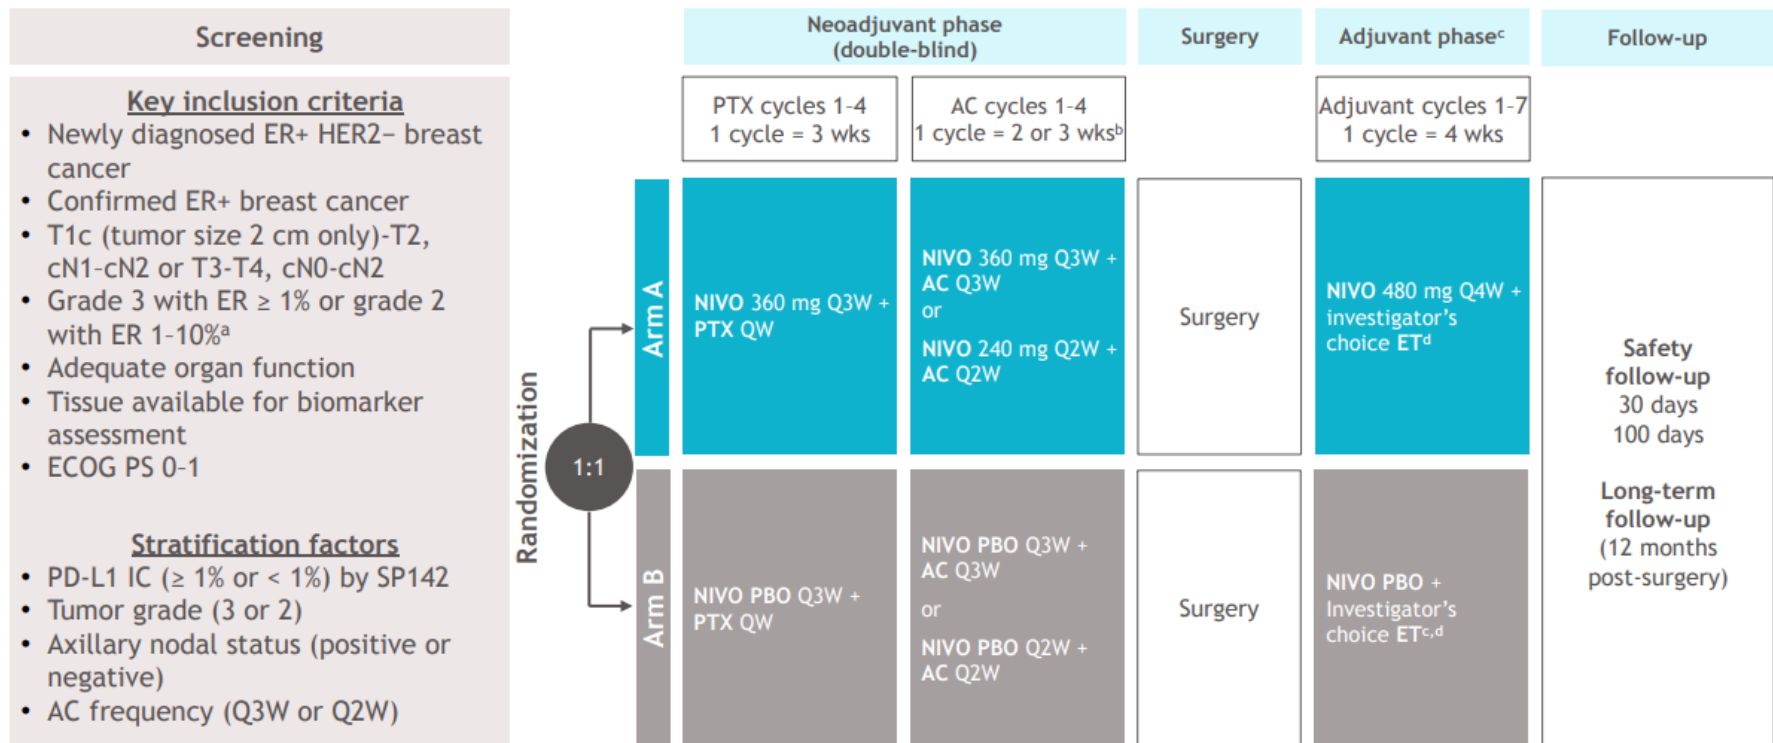 Screening
Key inclusion criteria
• Newly diagnosed ER+ HER2− breast
cancer
• Confirmed ER+ breast cancer
• T1c (tumor size 2 cm only)-T2,
cN1–cN2 or T3-T4, cN0-cN2
• Grade 3 with ER ≥ 1% or grade 2
with ER 1–10%ᵃ
• Adequate organ function
• Tissue available for biomarker
assessment
• ECOG PS 0–1
Stratification factors
• PD-L1 IC (≥ 1% or < 1%) by SP142
• Tumor grade (3 or 2)
• Axillary nodal status (positive or
negative)
• AC frequency (Q3W or Q2W)
Randomization
1:1
Neoadjuvant phase
(double-blind)
Surgery
Adjuvant phaseᶜ
Follow-up
PTX cycles 1–4
1 cycle = 3 wks
AC cycles 1–4
1 cycle = 2 or 3 wksᵇ
Adjuvant cycles 1–7
1 cycle = 4 wks
Arm A
NIVO 360 mg Q3W +
PTX QW
NIVO 360 mg Q3W +
AC Q3W
or
NIVO 240 mg Q2W +
AC Q2W
Surgery
NIVO 480 mg Q4W +
investigator's
choice ETᵈ
Arm B
NIVO PBO Q3W +
PTX QW
NIVO PBO Q3W +
AC Q3W
or
NIVO PBO Q2W +
AC Q2W
Surgery
NIVO PBO +
Investigator's
choice ETᶜ,ᵈ
Safety
follow-up
30 days
100 days
Long-term
follow-up
(12 months
post-surgery)